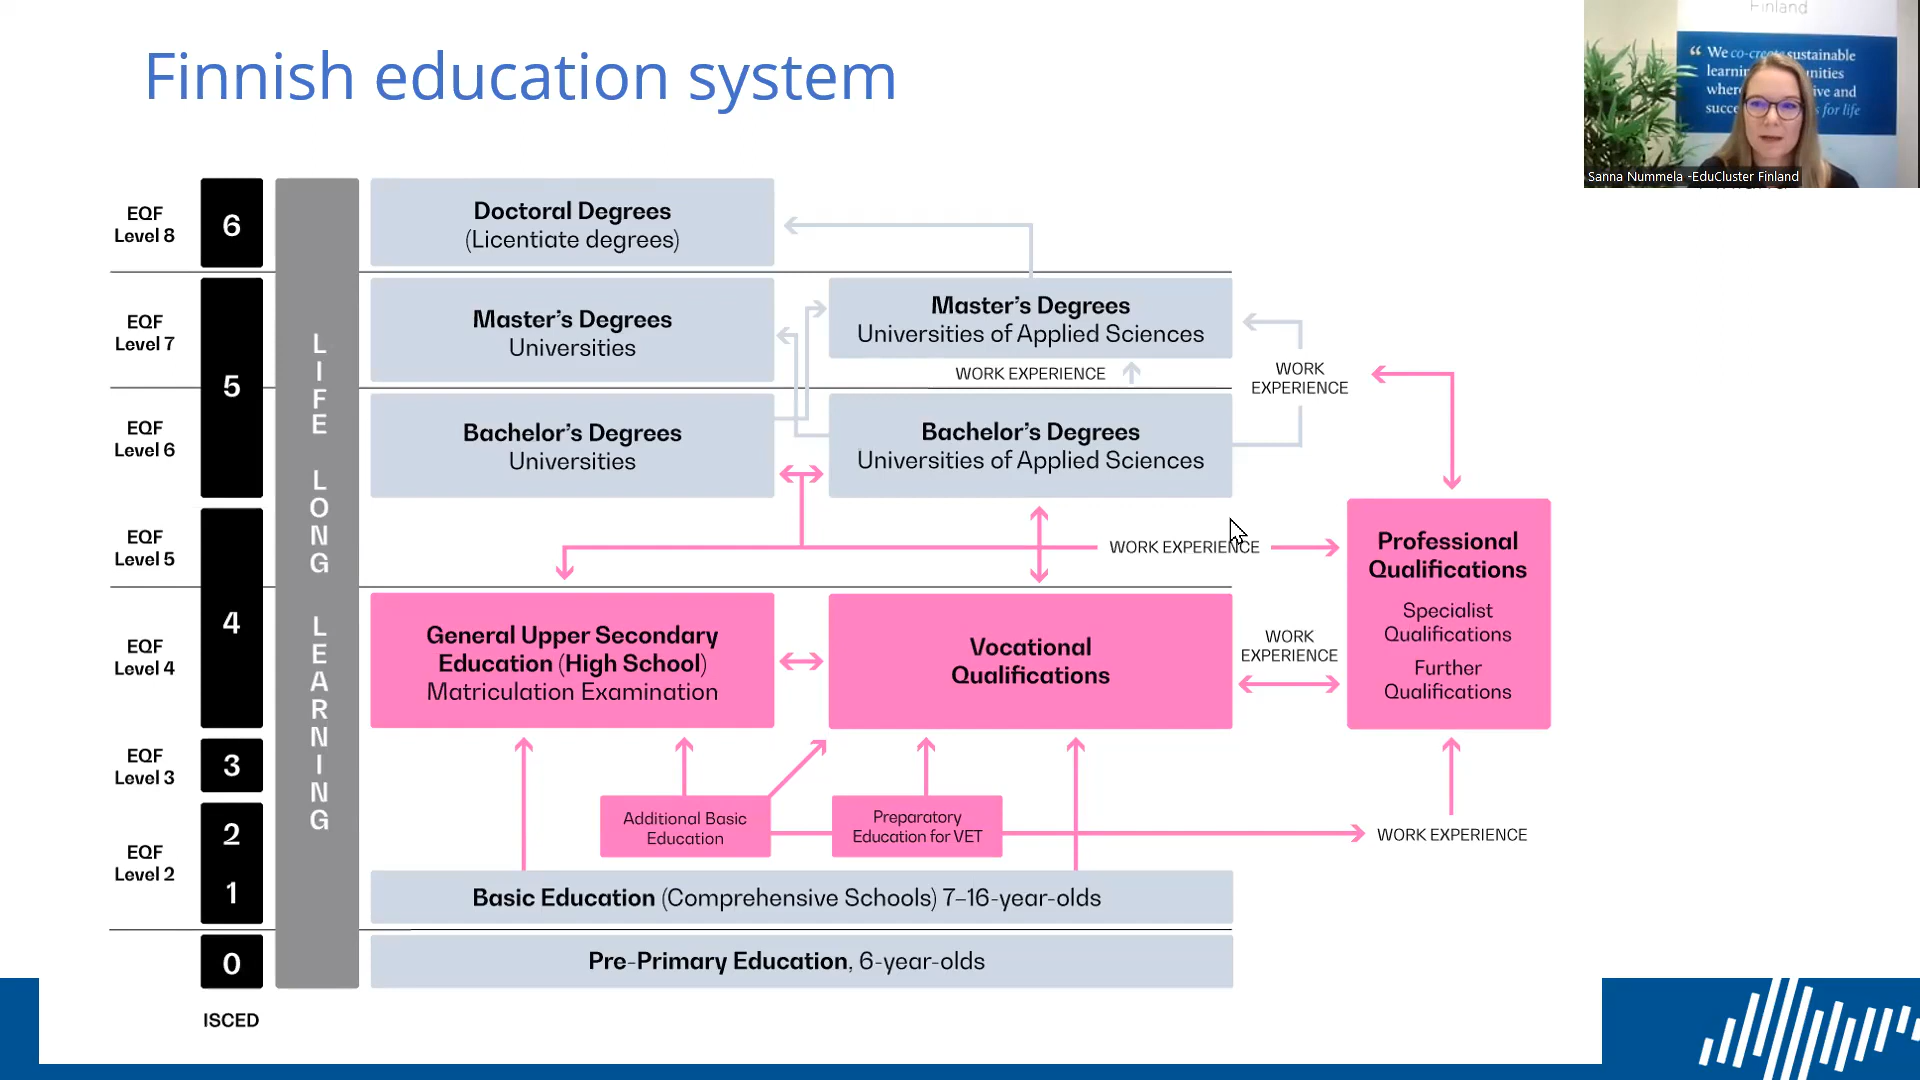 Finnish education system
Finland
“ We co-create sustainable
learning
where
succe
ive and
for life
Sanna Nummela -EduCluster Finland
EQF
Level 8
6
Doctoral Degrees
(Licentiate degrees)
EQF
Level 7
5
Master's Degrees
Universities
Master's Degrees
Universities of Applied Sciences
WORK EXPERIENCE
WORK
EXPERIENCE
EQF
Level 6
Bachelor's Degrees
Universities
Bachelor's Degrees
Universities of Applied Sciences
EQF
Level 5
4
WORK EXPERIENCE
Professional
Qualifications
Specialist
Qualifications
Further
Qualifications
LIFE LONG LEARNING
EQF
Level 4
General Upper Secondary
Education (High School)
Matriculation Examination
Vocational
Qualifications
WORK
EXPERIENCE
EQF
Level 3
3
Additional Basic
Education
Preparatory
Education for VET
WORK EXPERIENCE
EQF
Level 2
2
1
Basic Education (Comprehensive Schools) 7–16-year-olds
0
Pre-Primary Education, 6-year-olds
ISCED